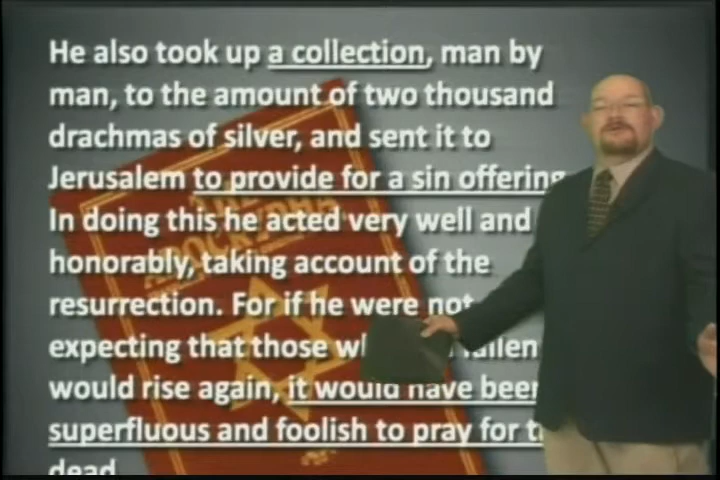 He also took up a collection, man by
man, to the amount of two thousand
drachmas of silver, and sent it to
Jerusalem to provide for a sin offering
In doing this he acted very well and
honorably, taking account of the
resurrection. For if he were not
expecting that those fallen
would rise again, it would have been
superfluous and foolish to pray for
dead
THE
APOCRYPHA